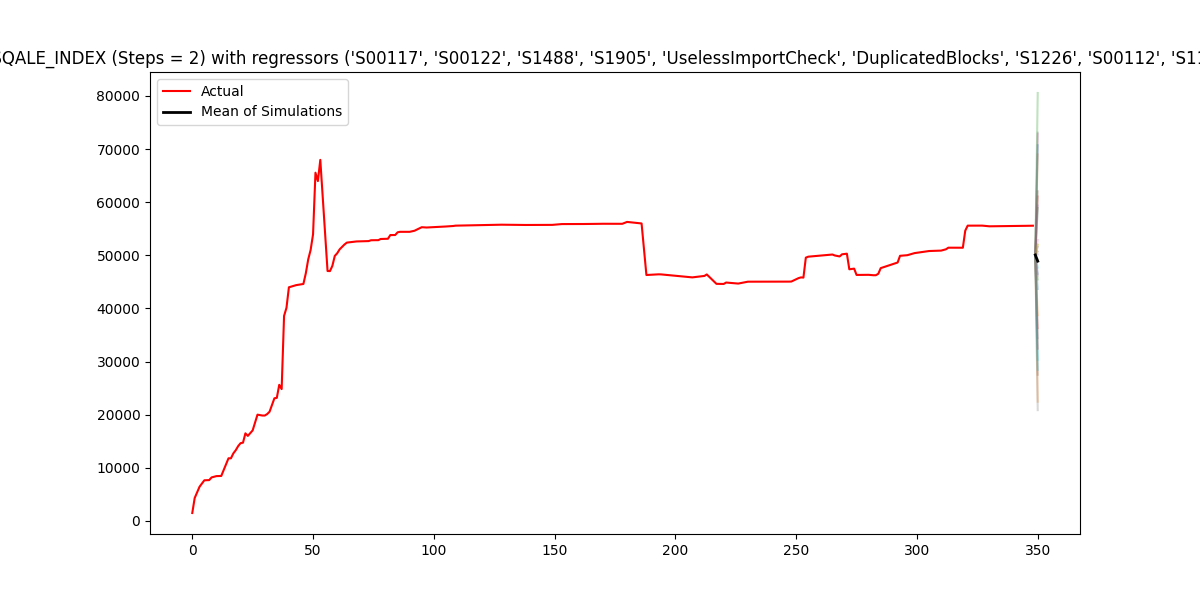 SQALE_INDEX (Steps = 2) with regressors ('S00117', 'S00122', 'S1488', 'S1905', 'UselessImportCheck', 'DuplicatedBlocks', 'S1226', 'S00112', 'S11
Actual
Mean of Simulations
80000
70000
60000
50000
40000
30000
20000
10000
0
0 50 100 150 200 250 300 350